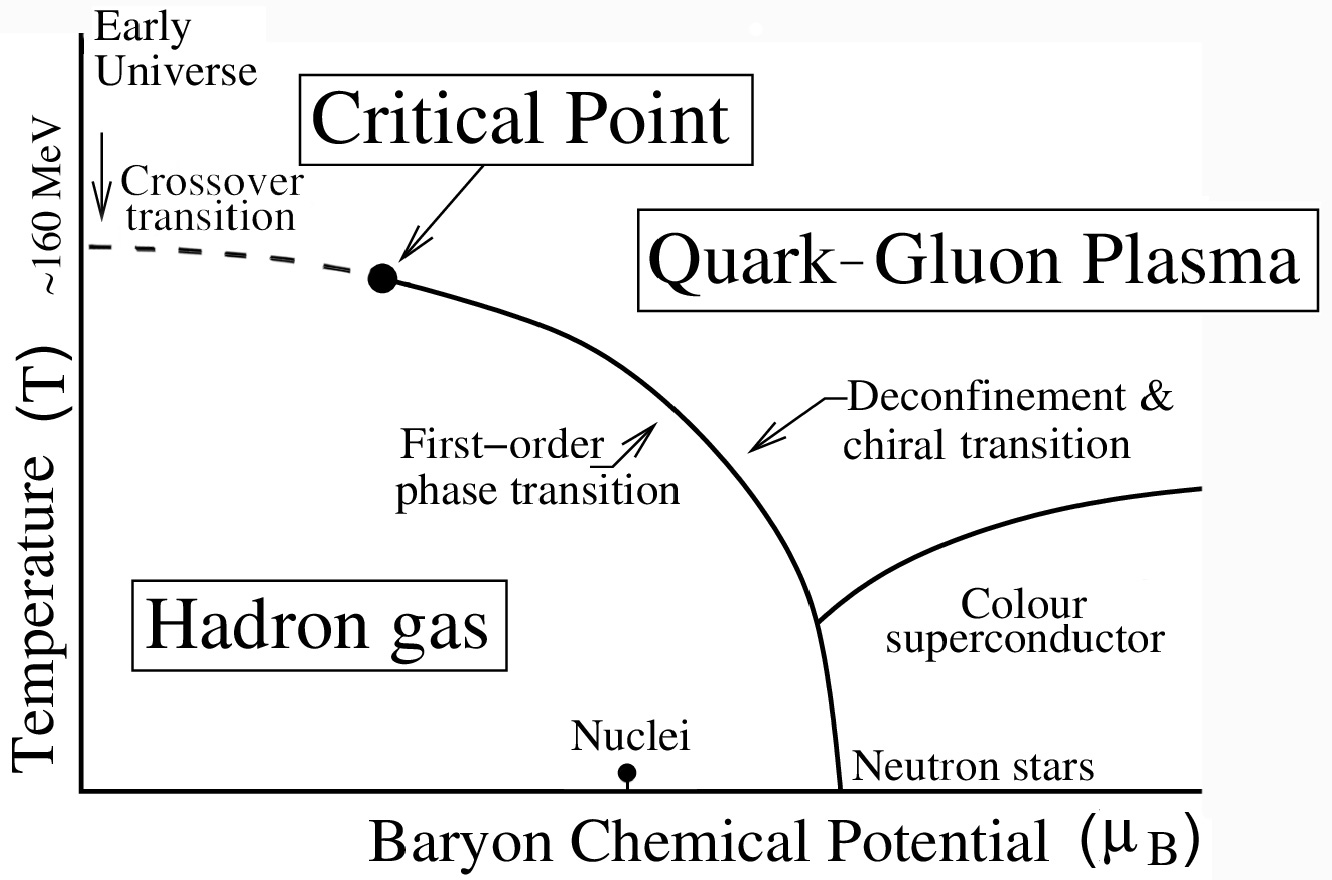 Early
Universe
Critical Point
~160 MeV
Crossover
transition
Quark-Gluon Plasma
Deconfinement &
chiral transition
First-order
phase transition
Temperature (T)
Hadron gas
Colour
superconductor
Nuclei
Neutron stars
Baryon Chemical Potential (μB)